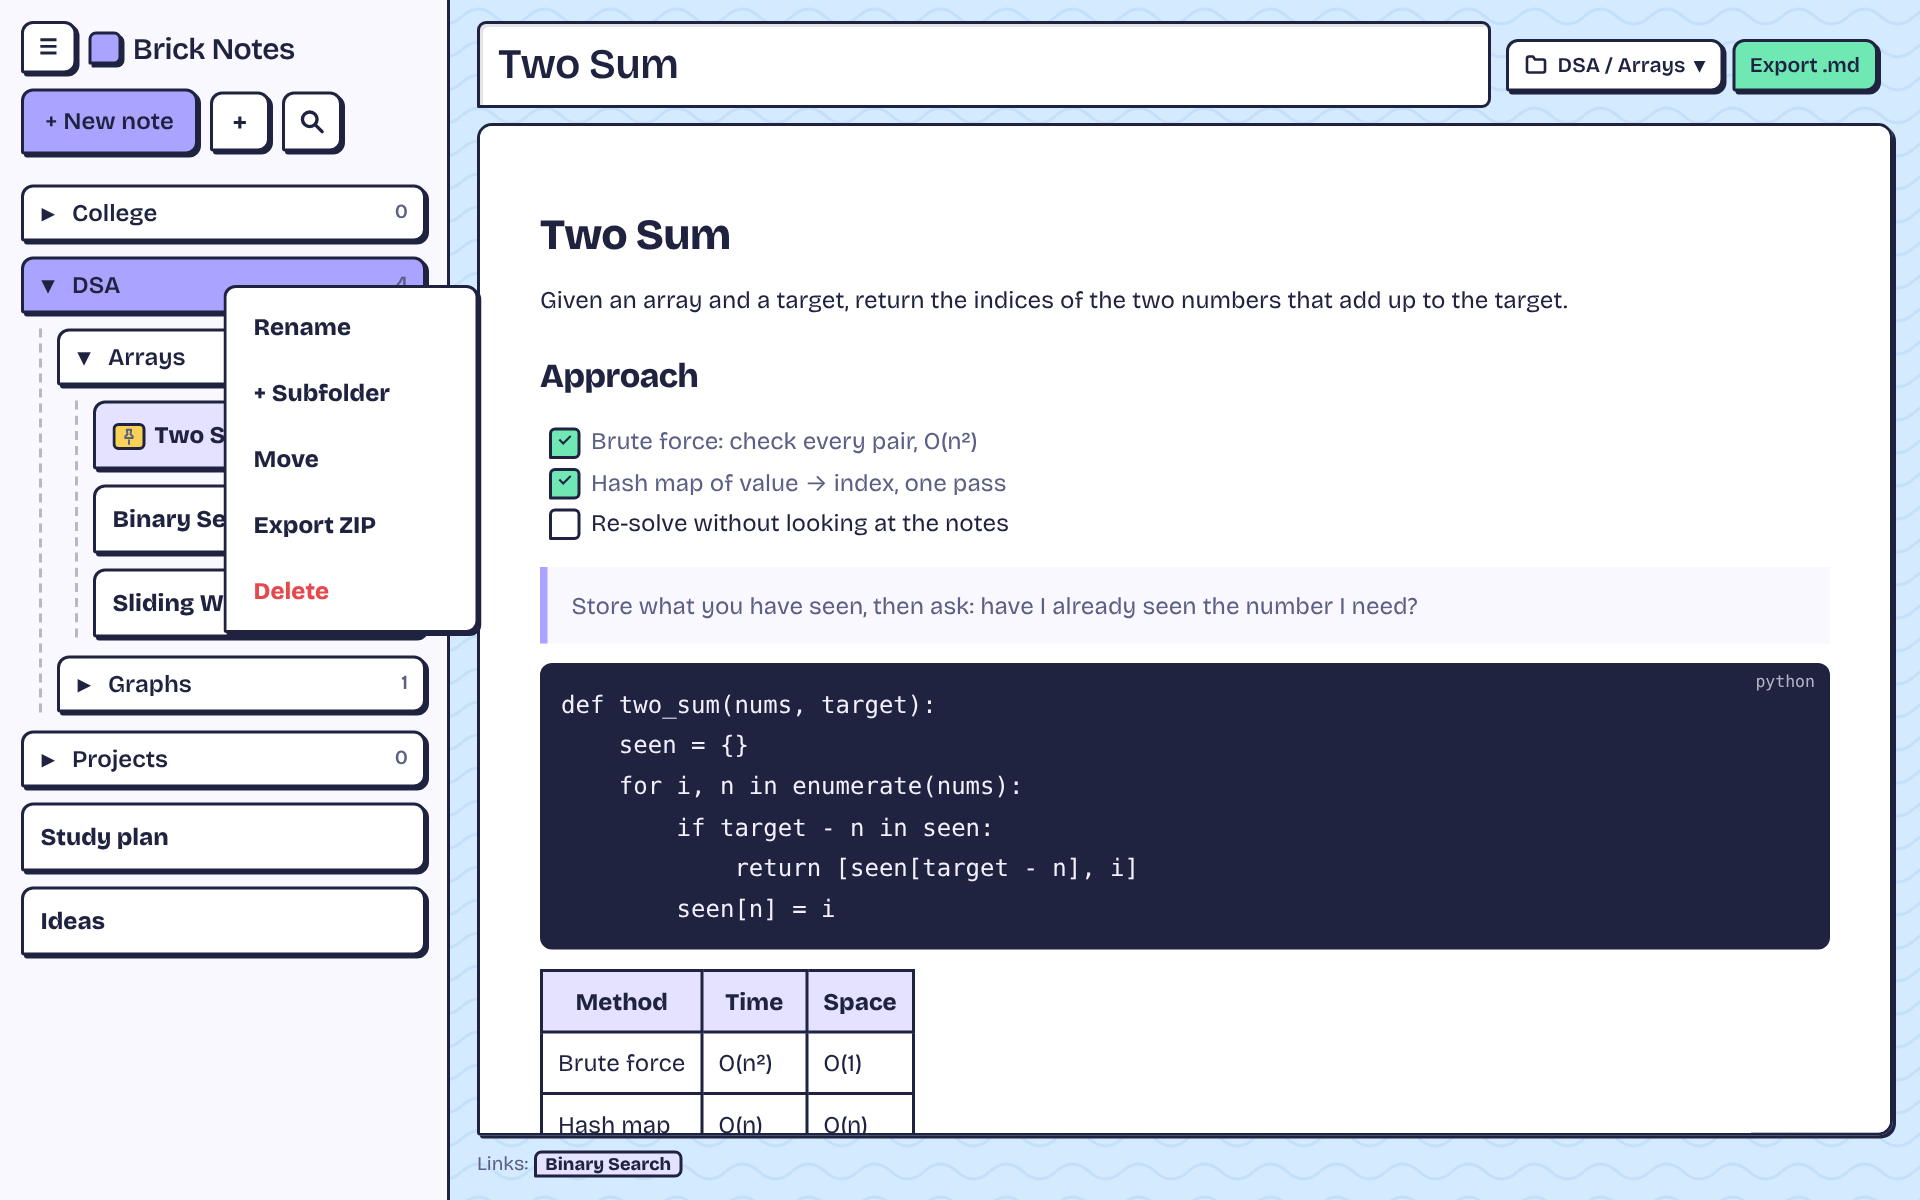 ☰ Brick Notes
+ New note
+
▶ College 0
▼ DSA 4
▼ Arrays
Two S
Binary Se
Sliding W
▶ Graphs 1
▶ Projects 0
Study plan
Ideas
Rename
+ Subfolder
Move
Export ZIP
Delete
Two Sum
DSA / Arrays ▼
Export .md
Two Sum
Given an array and a target, return the indices of the two numbers that add up to the target.
Approach
Brute force: check every pair, O(n²)
Hash map of value → index, one pass
Re-solve without looking at the notes
Store what you have seen, then ask: have I already seen the number I need?
python
def two_sum(nums, target):
    seen = {}
    for i, n in enumerate(nums):
        if target - n in seen:
            return [seen[target - n], i]
        seen[n] = i
Method Time Space
Brute force O(n²) O(1)
Hash map O(n) O(n)
Links: Binary Search